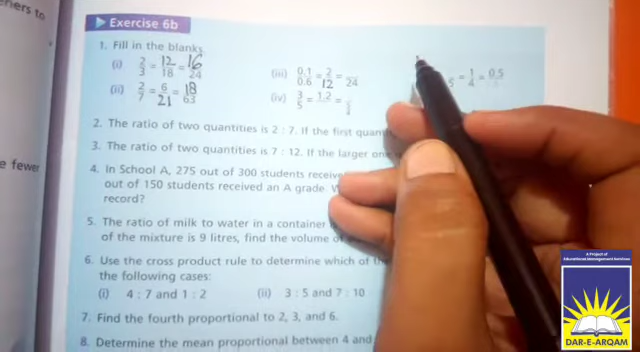 hers to
Exercise 6b
1. Fill in the blanks
(i) 2/3 = 12/18 = 16/24
(iii) 0.1/0.6 = 2/12 = /24
5 = 1/4 = 0.5
(ii) 2/7 = 6/21 = 18/63
(iv) 3/5 = 1.2/ =
2. The ratio of two quantities is 2 : 7. If the first
3. The ratio of two quantities is 7 : 12. If the larger one
e fewer
4. In School A, 275 out of 300 students
out of 150 students received an A grade
record?
5. The ratio of milk to water in a container
of the mixture is 9 litres, find the volume of
6. Use the cross product rule to determine which of
the following cases:
(i) 4 : 7 and 1 : 2 (ii) 3 : 5 and 7 : 10
7. Find the fourth proportional to 2, 3, and 6.
8. Determine the mean proportional between 4 and
A Project of
Educational Management Services
DAR-E-ARQAM